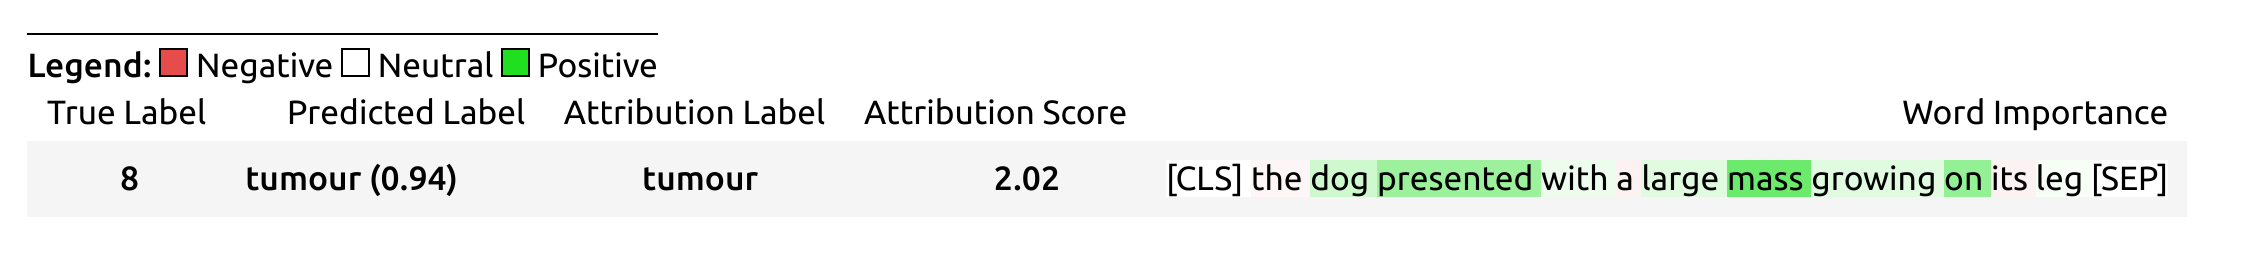 Legend: Negative Neutral Positive
True Label Predicted Label Attribution Label Attribution Score Word Importance
8 tumour (0.94) tumour 2.02 [CLS] the dog presented with a large mass growing on its leg [SEP]